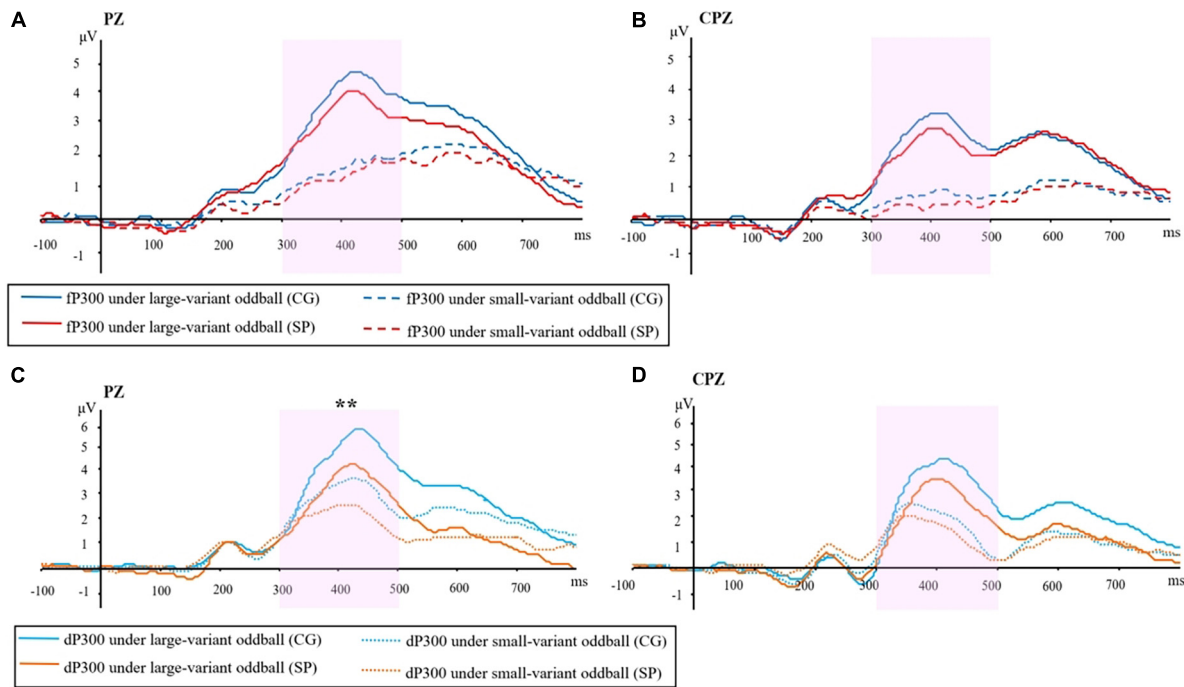 A
PZ
µV
5
4
3
2
1
-1
-100
100
200
300
400
500
600
700
ms
B
CPZ
µV
5
4
3
2
1
-1
-100
100
200
300
400
500
600
700
ms
fP300 under large-variant oddball (CG)
fP300 under small-variant oddball (CG)
fP300 under large-variant oddball (SP)
fP300 under small-variant oddball (SP)
C
PZ
µV
**
6
5
4
3
2
1
-1
-100
100
200
300
400
500
600
700
ms
D
CPZ
µV
6
5
4
3
2
1
-1
-100
100
200
300
400
500
600
700
ms
dP300 under large-variant oddball (CG)
dP300 under small-variant oddball (CG)
dP300 under large-variant oddball (SP)
dP300 under small-variant oddball (SP)